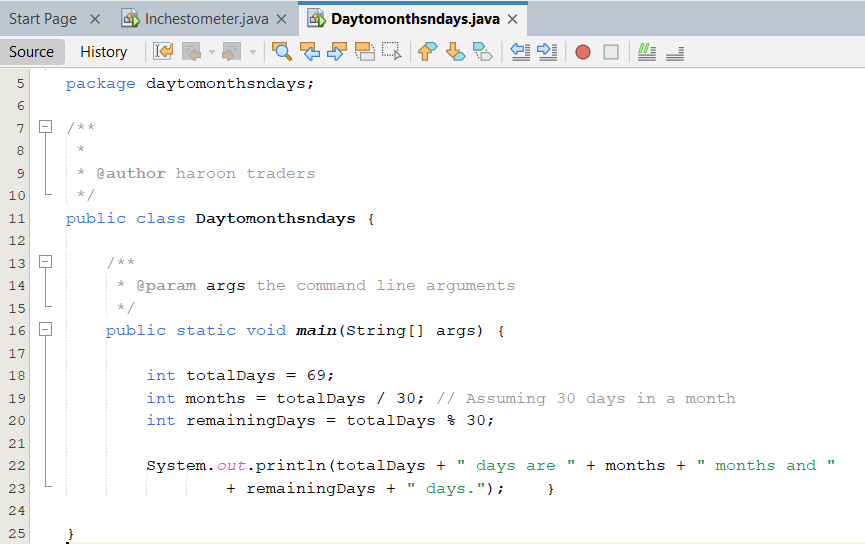 Start Page Inchestometer.java Daytomonthsndays.java
Source History
5 package daytomonthsndays;
6
7 /**
8 *
9 * @author haroon traders
10 */
11 public class Daytomonthsndays {
12
13 /**
14 * @param args the command line arguments
15 */
16 public static void main(String[] args) {
17
18 int totalDays = 69;
19 int months = totalDays / 30; // Assuming 30 days in a month
20 int remainingDays = totalDays % 30;
21
22 System.out.println(totalDays + " days are " + months + " months and "
23 + remainingDays + " days."); }
24
25 }